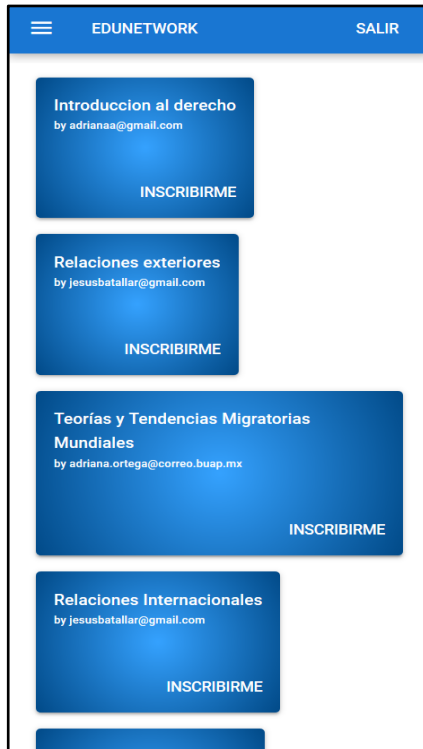 EDUNETWORK SALIR
Introduccion al derecho
by adrianaa@gmail.com
INSCRIBIRME
Relaciones exteriores
by jesusbatallar@gmail.com
INSCRIBIRME
Teorías y Tendencias Migratorias
Mundiales
by adriana.ortega@correo.buap.mx
INSCRIBIRME
Relaciones Internacionales
by jesusbatallar@gmail.com
INSCRIBIRME